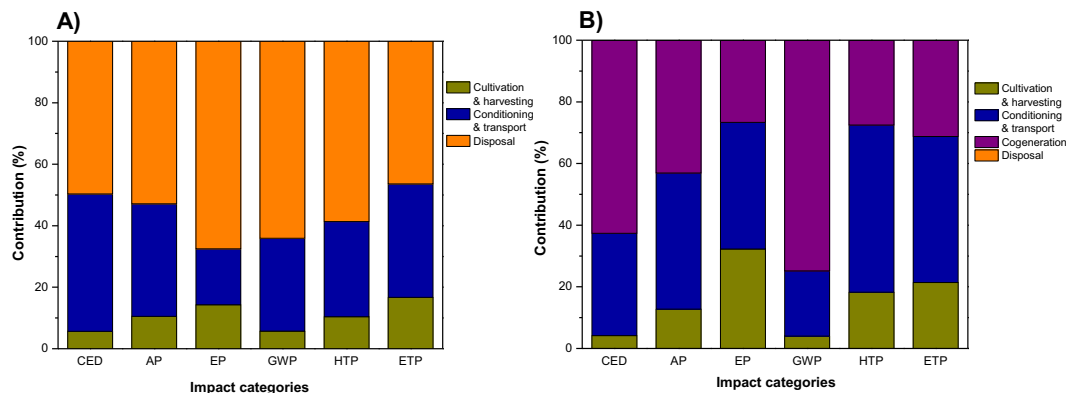 A)
Contribution (%)
100
80
60
40
20
0
CED AP EP GWP HTP ETP
Impact categories
Cultivation
& harvesting
Conditioning
& transport
Disposal
B)
Contribution (%)
100
80
60
40
20
0
CED AP EP GWP HTP ETP
Impact categories
Cultivation
& harvesting
Conditioning
& transport
Cogeneration
Disposal